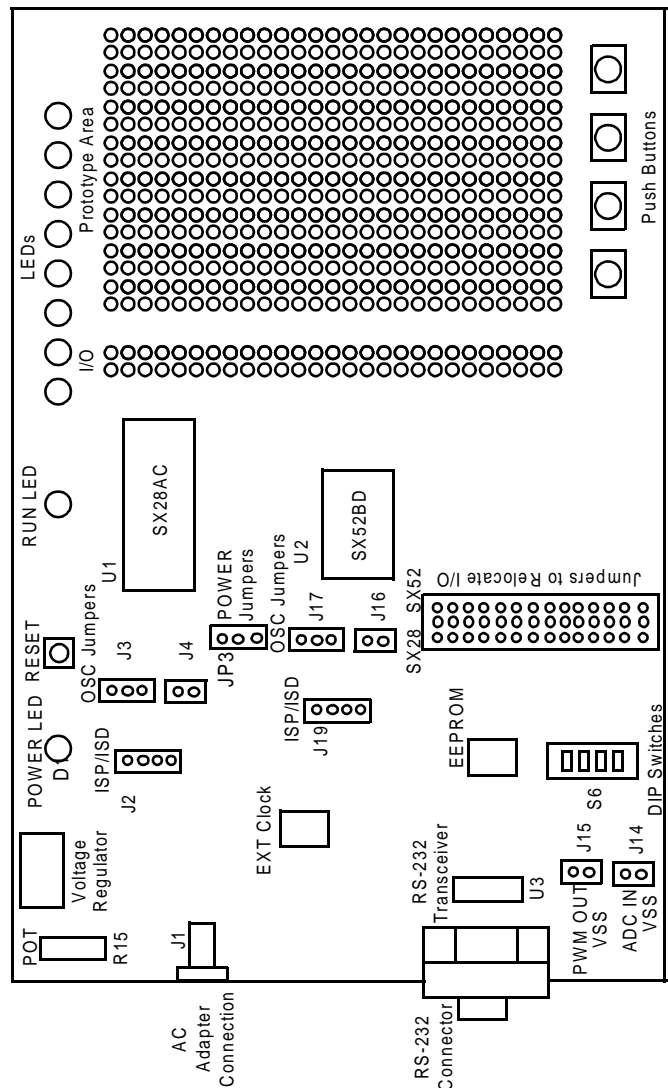 LEDs
I/O
Prototype Area
RUN LED
RESET
POWER LED
D1
OSC Jumpers
J3
J4
U1
SX28AC
ISP/ISD
J2
Voltage
Regulator
POT
R15
J1
AC
Adapter
Connection
JP3
POWER
Jumpers
OSC Jumpers
J17
J16
U2
SX52BD
ISP/ISD
J19
EXT Clock
SX28
SX52
Jumpers to Relocate I/O
EEPROM
S6
DIP Switches
RS-232
Transceiver
U3
RS-232
Connector
PWM OUT
VSS
J15
ADC IN
VSS
J14
Push Buttons